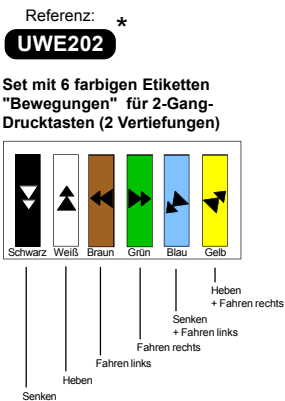 Referenz: *
UWE202
Set mit 6 farbigen Etiketten
"Bewegungen" für 2-Gang-
Drucktasten (2 Vertiefungen)
Schwarz Weiß Braun Grün Blau Gelb
Heben
+ Fahren rechts
Senken
+ Fahren links
Fahren rechts
Fahren links
Heben
Senken